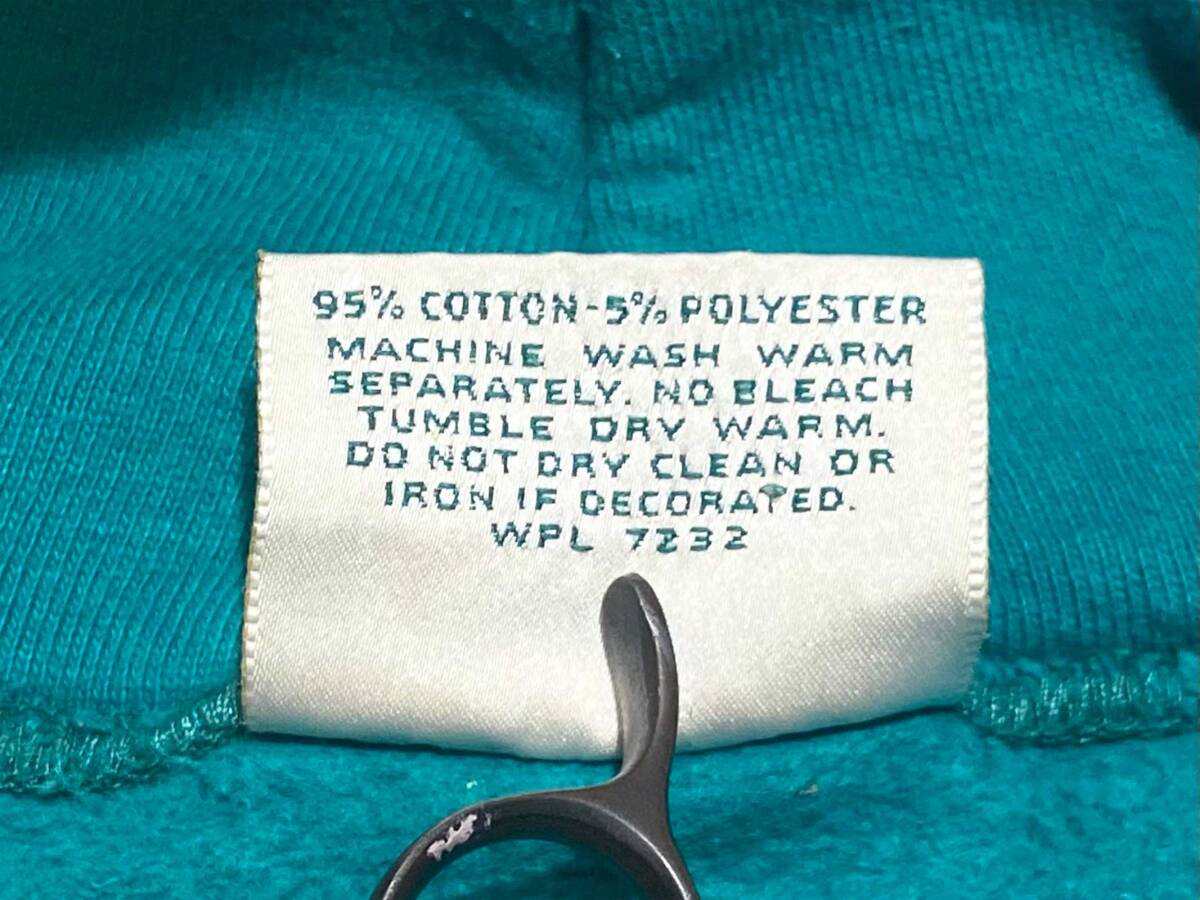 95% COTTON-5% POLYESTER
MACHINE WASH WARM
SEPARATELY. NO BLEACH
TUMBLE DRY WARM.
DO NOT DRY CLEAN OR
IRON IF DECORATED.
WPL 7232